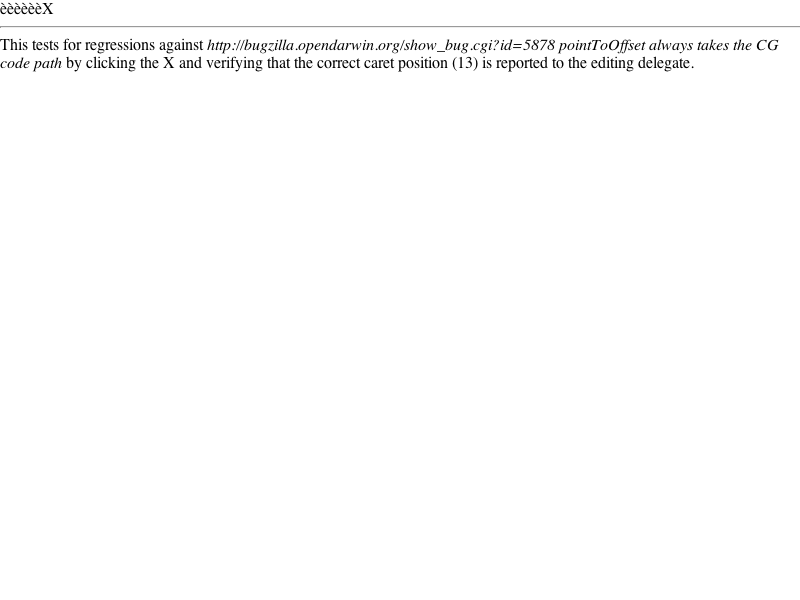 èèèèèèX
This tests for regressions against http://bugzilla.opendarwin.org/show_bug.cgi?id=5878 pointToOffset always takes the CG
code path by clicking the X and verifying that the correct caret position (13) is reported to the editing delegate.